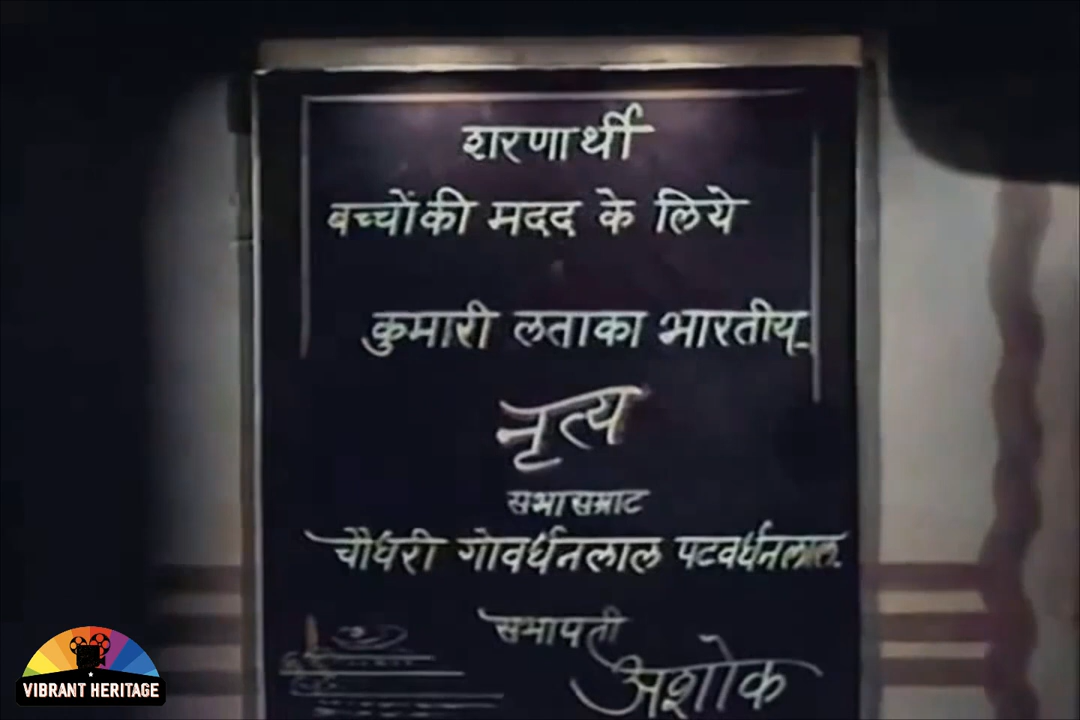 शरणार्थी
बच्चोंकी मदद के लिये
कुमारी लताका भारतीय
नृत्य
सभासम्राट
चौधरी गोवर्धनलाल पटवर्धनलाल.
सभापती
अशोक
VIBRANT HERITAGE